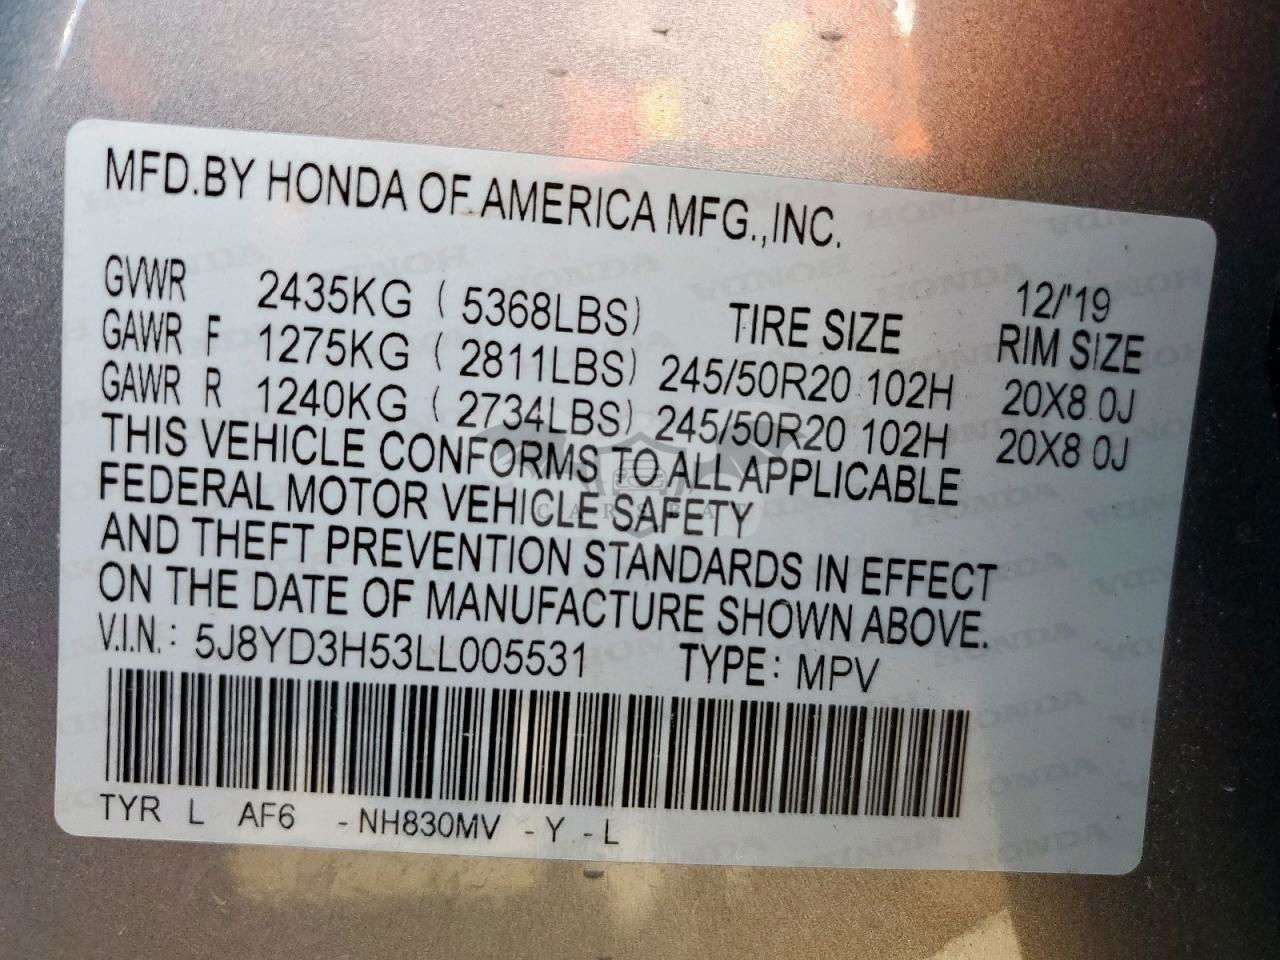 MFD.BY HONDA OF AMERICA MFG.,INC.
GVWR 2435KG ( 5368LBS) 12/'19
GAWR F 1275KG ( 2811LBS) TIRE SIZE RIM SIZE
245/50R20 102H 20X8.0J
GAWR R 1240KG ( 2734LBS) 245/50R20 102H 20X8.0J
THIS VEHICLE CONFORMS TO ALL APPLICABLE
FEDERAL MOTOR VEHICLE SAFETY
AND THEFT PREVENTION STANDARDS IN EFFECT
ON THE DATE OF MANUFACTURE SHOWN ABOVE.
V.I.N.: 5J8YD3H53LL005531 TYPE: MPV
TYR L AF6 -NH830MV -Y -L